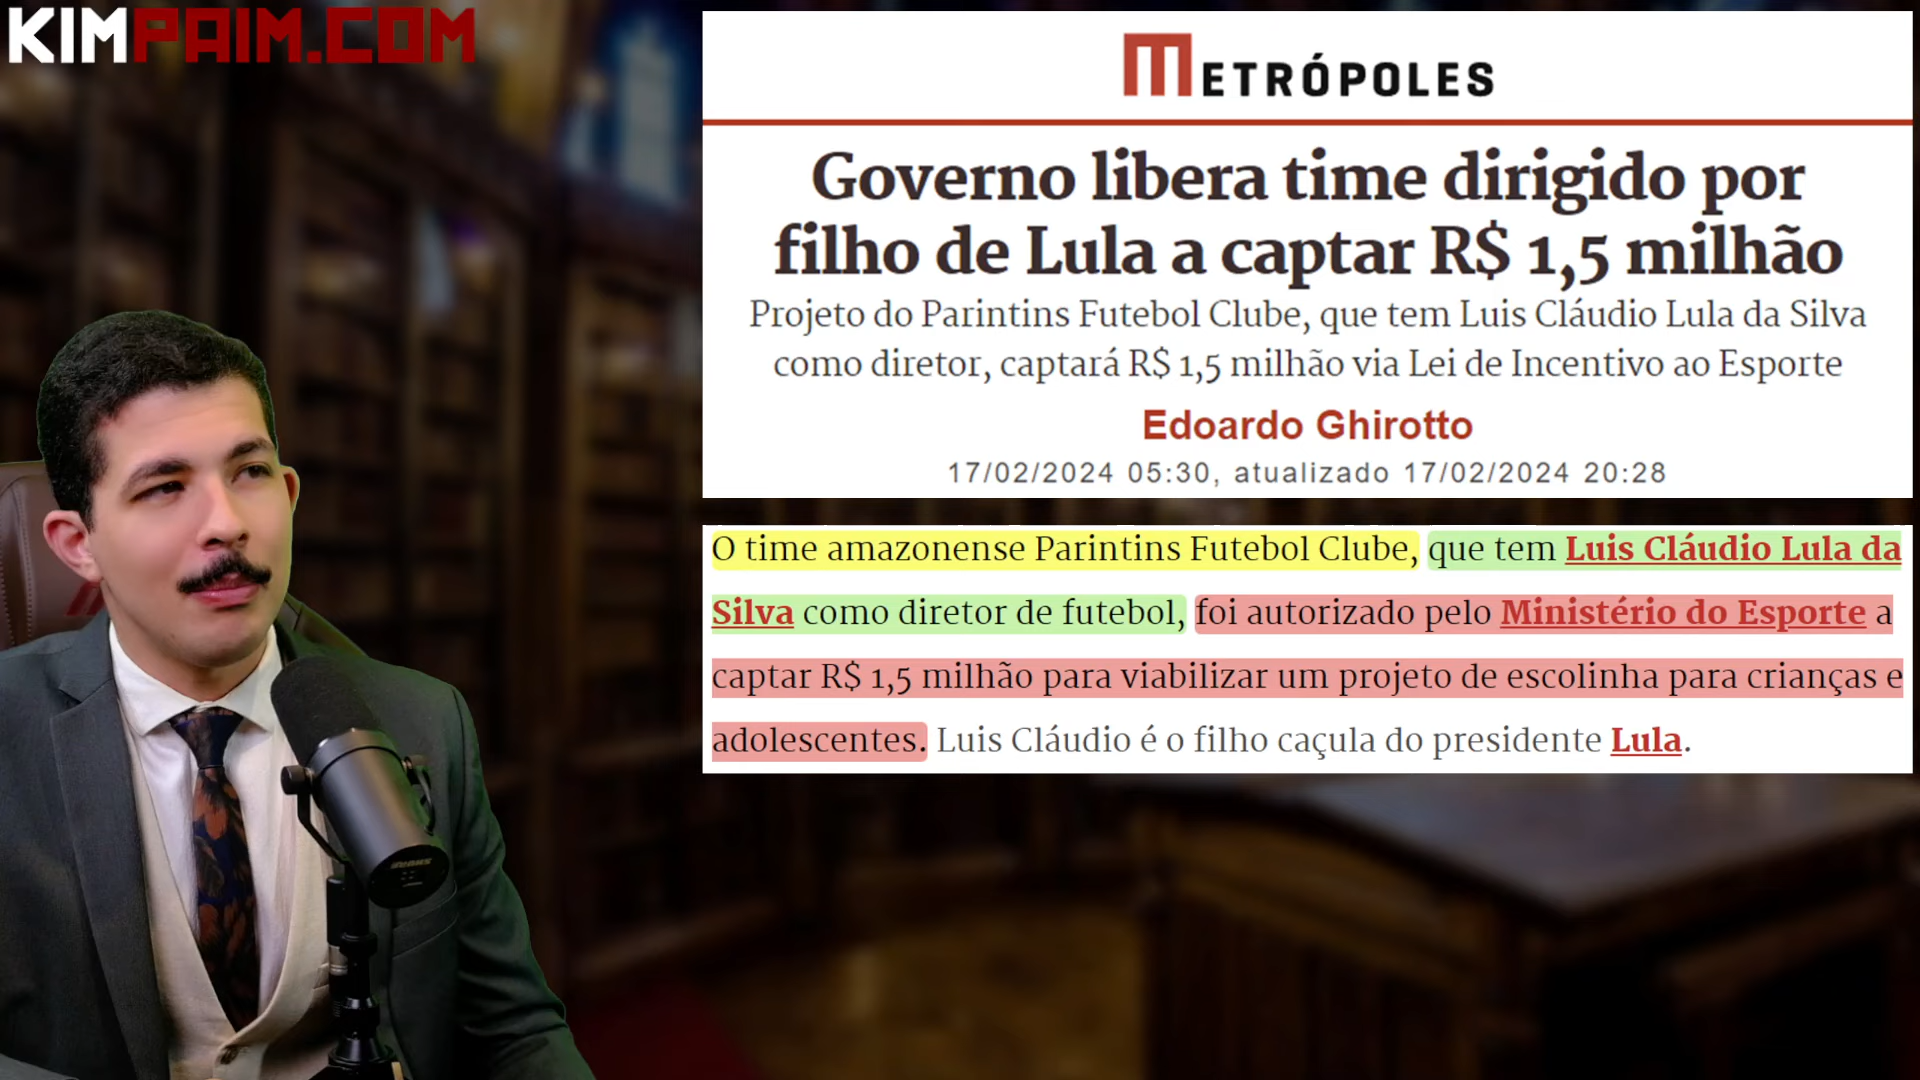 KIMPAIM.COM
METRÓPOLES
Governo libera time dirigido por
filho de Lula a captar R$ 1,5 milhão
Projeto do Parintins Futebol Clube, que tem Luis Cláudio Lula da Silva
como diretor, captará R$ 1,5 milhão via Lei de Incentivo ao Esporte
Edoardo Ghirotto
17/02/2024 05:30, atualizado 17/02/2024 20:28
O time amazonense Parintins Futebol Clube, que tem Luis Cláudio Lula da
Silva como diretor de futebol, foi autorizado pelo Ministério do Esporte a
captar R$ 1,5 milhão para viabilizar um projeto de escolinha para crianças e
adolescentes. Luis Cláudio é o filho caçula do presidente Lula.